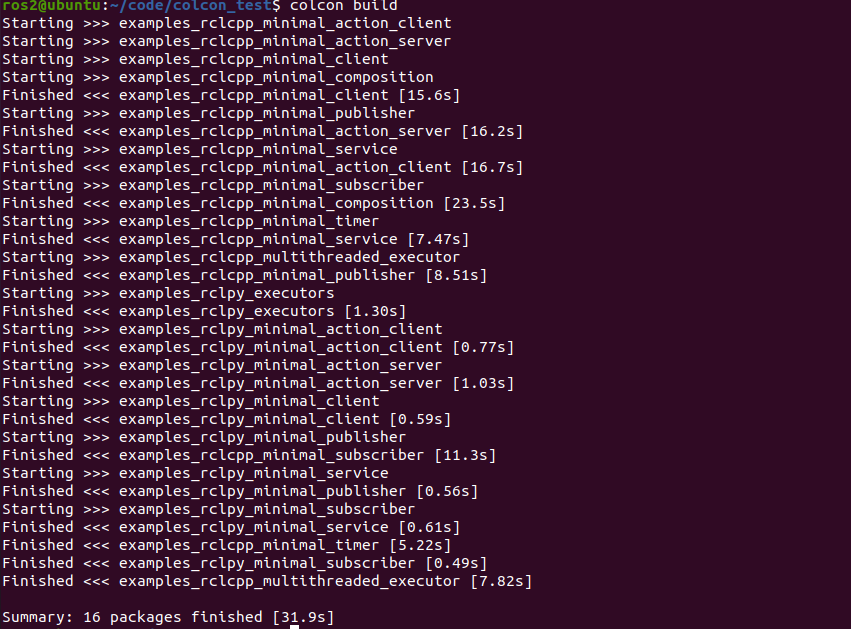 ros2@ubuntu:~/code/colcon_test$ colcon build
Starting >>> examples_rclcpp_minimal_action_client
Starting >>> examples_rclcpp_minimal_action_server
Starting >>> examples_rclcpp_minimal_client
Starting >>> examples_rclcpp_minimal_composition
Finished <<< examples_rclcpp_minimal_client [15.6s]
Starting >>> examples_rclcpp_minimal_publisher
Finished <<< examples_rclcpp_minimal_action_server [16.2s]
Starting >>> examples_rclcpp_minimal_service
Finished <<< examples_rclcpp_minimal_action_client [16.7s]
Starting >>> examples_rclcpp_minimal_subscriber
Finished <<< examples_rclcpp_minimal_composition [23.5s]
Starting >>> examples_rclcpp_minimal_timer
Finished <<< examples_rclcpp_minimal_service [7.47s]
Starting >>> examples_rclcpp_multithreaded_executor
Finished <<< examples_rclcpp_minimal_publisher [8.51s]
Starting >>> examples_rclpy_executors
Finished <<< examples_rclpy_executors [1.30s]
Starting >>> examples_rclpy_minimal_action_client
Finished <<< examples_rclpy_minimal_action_client [0.77s]
Starting >>> examples_rclpy_minimal_action_server
Finished <<< examples_rclpy_minimal_action_server [1.03s]
Starting >>> examples_rclpy_minimal_client
Finished <<< examples_rclpy_minimal_client [0.59s]
Starting >>> examples_rclpy_minimal_publisher
Finished <<< examples_rclcpp_minimal_subscriber [11.3s]
Starting >>> examples_rclpy_minimal_service
Finished <<< examples_rclpy_minimal_publisher [0.56s]
Starting >>> examples_rclpy_minimal_subscriber
Finished <<< examples_rclpy_minimal_service [0.61s]
Finished <<< examples_rclcpp_minimal_timer [5.22s]
Finished <<< examples_rclpy_minimal_subscriber [0.49s]
Finished <<< examples_rclcpp_multithreaded_executor [7.82s]
Summary: 16 packages finished [31.9s]